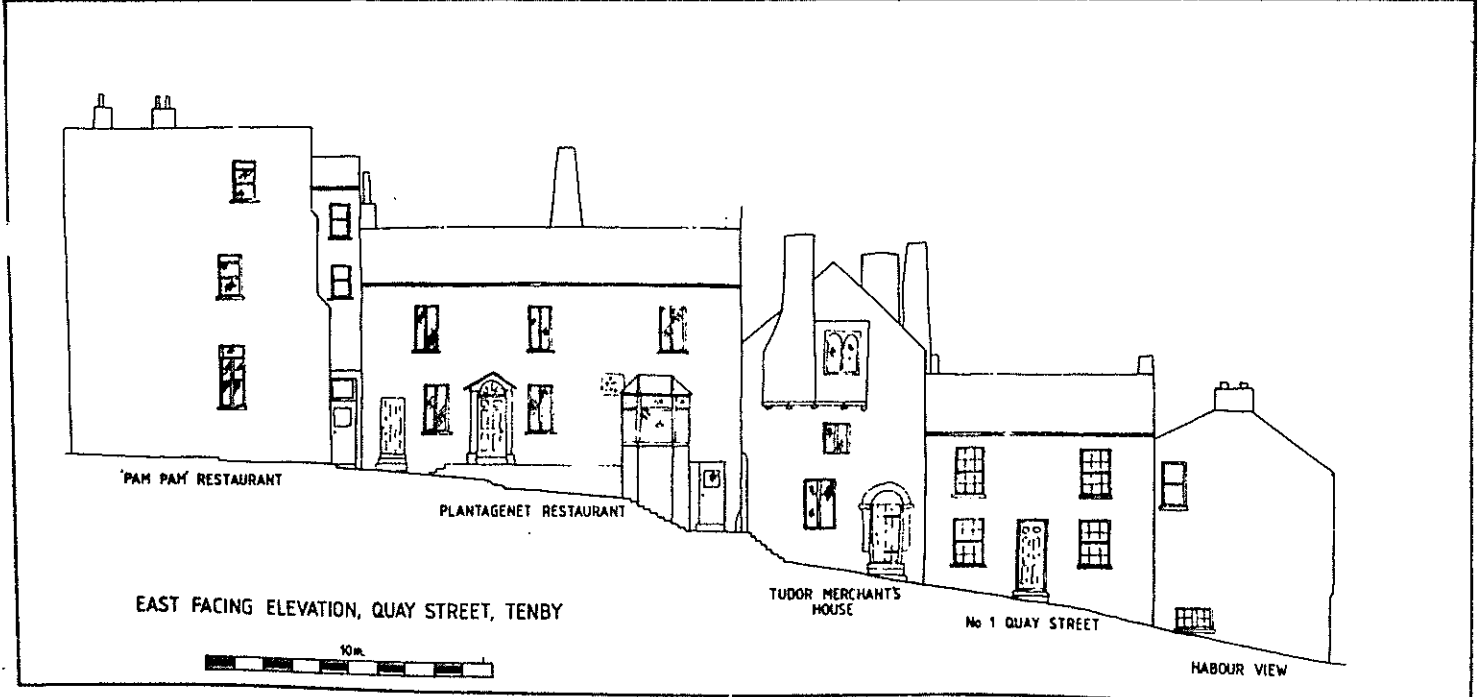 'PAM PAM' RESTAURANT
PLANTAGENET RESTAURANT
TUDOR MERCHANT'S
HOUSE
No 1 QUAY STREET
HABOUR VIEW
EAST FACING ELEVATION, QUAY STREET, TENBY
10m.